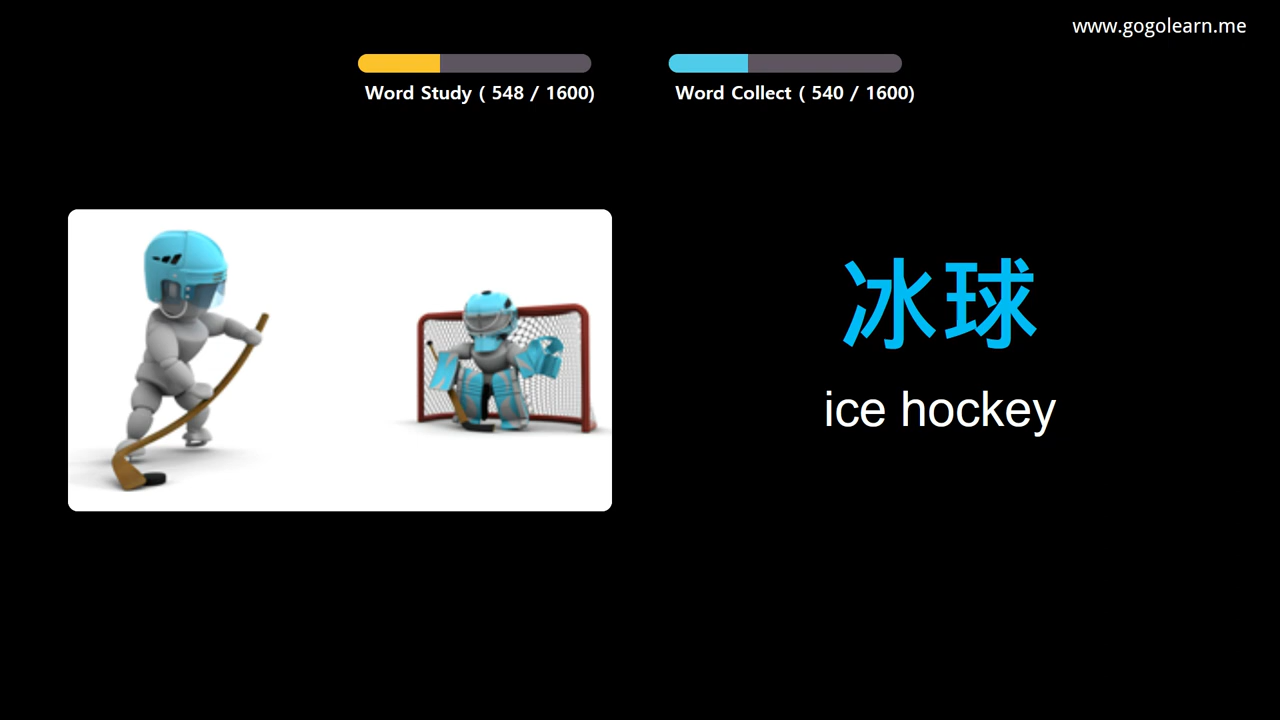 www.gogolearn.me
Word Study ( 548 / 1600)
Word Collect ( 540 / 1600)
冰球
ice hockey